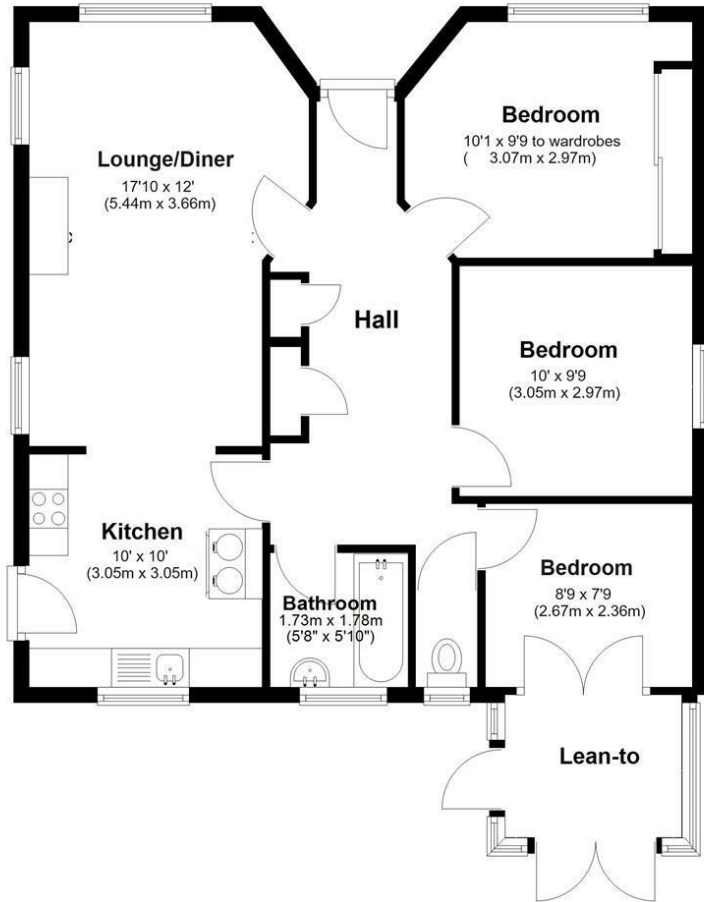 Lounge/Diner
17'10 x 12'
(5.44m x 3.66m)
Bedroom
10'1 x 9'9 to wardrobes
( 3.07m x 2.97m)
Hall
Bedroom
10' x 9'9
(3.05m x 2.97m)
Kitchen
10' x 10'
(3.05m x 3.05m)
Bathroom
1.73m x 1.78m
(5'8" x 5'10")
Bedroom
8'9 x 7'9
(2.67m x 2.36m)
Lean-to